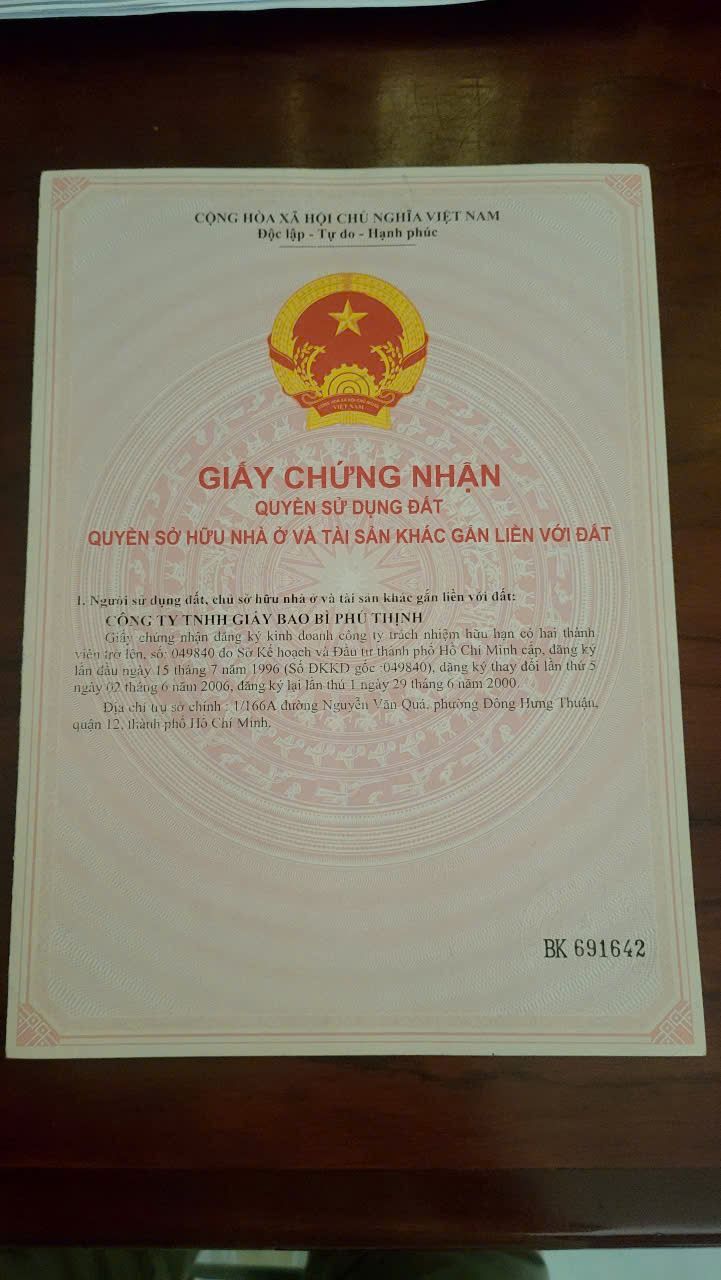 CỘNG HÒA XÃ HỘI CHỦ NGHĨA VIỆT NAM
Độc lập - Tự do - Hạnh phúc
CỘNG HÒA XÃ HỘI CHỦ NGHĨA
VIỆT NAM
GIẤY CHỨNG NHẬN
QUYỀN SỬ DỤNG ĐẤT
QUYỀN SỞ HỮU NHÀ Ở VÀ TÀI SẢN KHÁC GẮN LIỀN VỚI ĐẤT
I. Người sử dụng đất, chủ sở hữu nhà ở và tài sản khác gắn liền với đất:
CÔNG TY TNHH GIẤY BAO BÌ PHÚ THỊNH
Giấy chứng nhận đăng ký kinh doanh công ty trách nhiệm hữu hạn có hai thành
viên trở lên, số: 049840 do Sở Kế hoạch và Đầu tư thành phố Hồ Chí Minh cấp, đăng ký
lần đầu ngày 15 tháng 7 năm 1996 (Số ĐKKD gốc :049840), đăng ký thay đổi lần thứ 5
ngày 02 tháng 6 năm 2006, đăng ký lại lần thứ 1 ngày 29 tháng 6 năm 2000.
Địa chỉ trụ sở chính : 1/166A đường Nguyễn Văn Quá, phường Đông Hưng Thuận,
quận 12, thành phố Hồ Chí Minh.
BK 691642